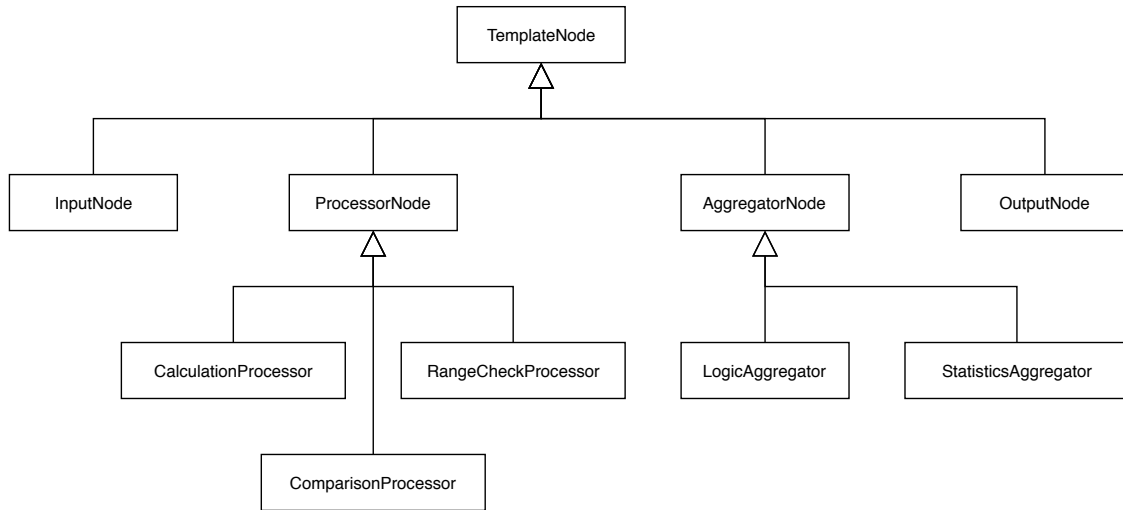 TemplateNode
InputNode
ProcessorNode
AggregatorNode
OutputNode
CalculationProcessor
RangeCheckProcessor
LogicAggregator
StatisticsAggregator
ComparisonProcessor